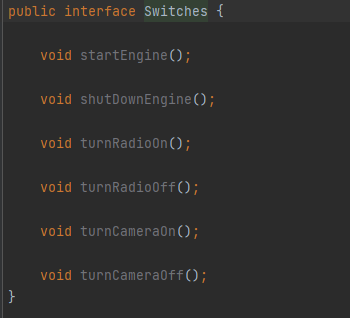 public interface Switches {
void startEngine();
void shutDownEngine();
void turnRadioOn();
void turnRadioOff();
void turnCameraOn();
void turnCameraOff();
}